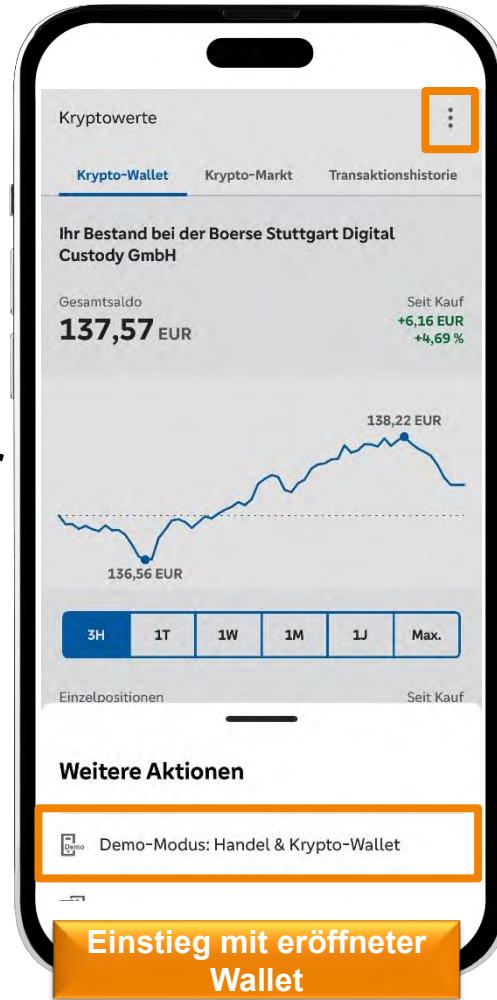 Kryptowerte
Krypto-Wallet Krypto-Markt Transaktionshistorie
Ihr Bestand bei der Boerse Stuttgart Digital
Custody GmbH
Gesamtsaldo Seit Kauf
137,57 EUR +6,16 EUR
+4,69 %
138,22 EUR
136,56 EUR
3H 1T 1W 1M 1J Max.
Einzelpositionen Seit Kauf
Weitere Aktionen
Demo Demo-Modus: Handel & Krypto-Wallet
Einstieg mit eröffneter
Wallet